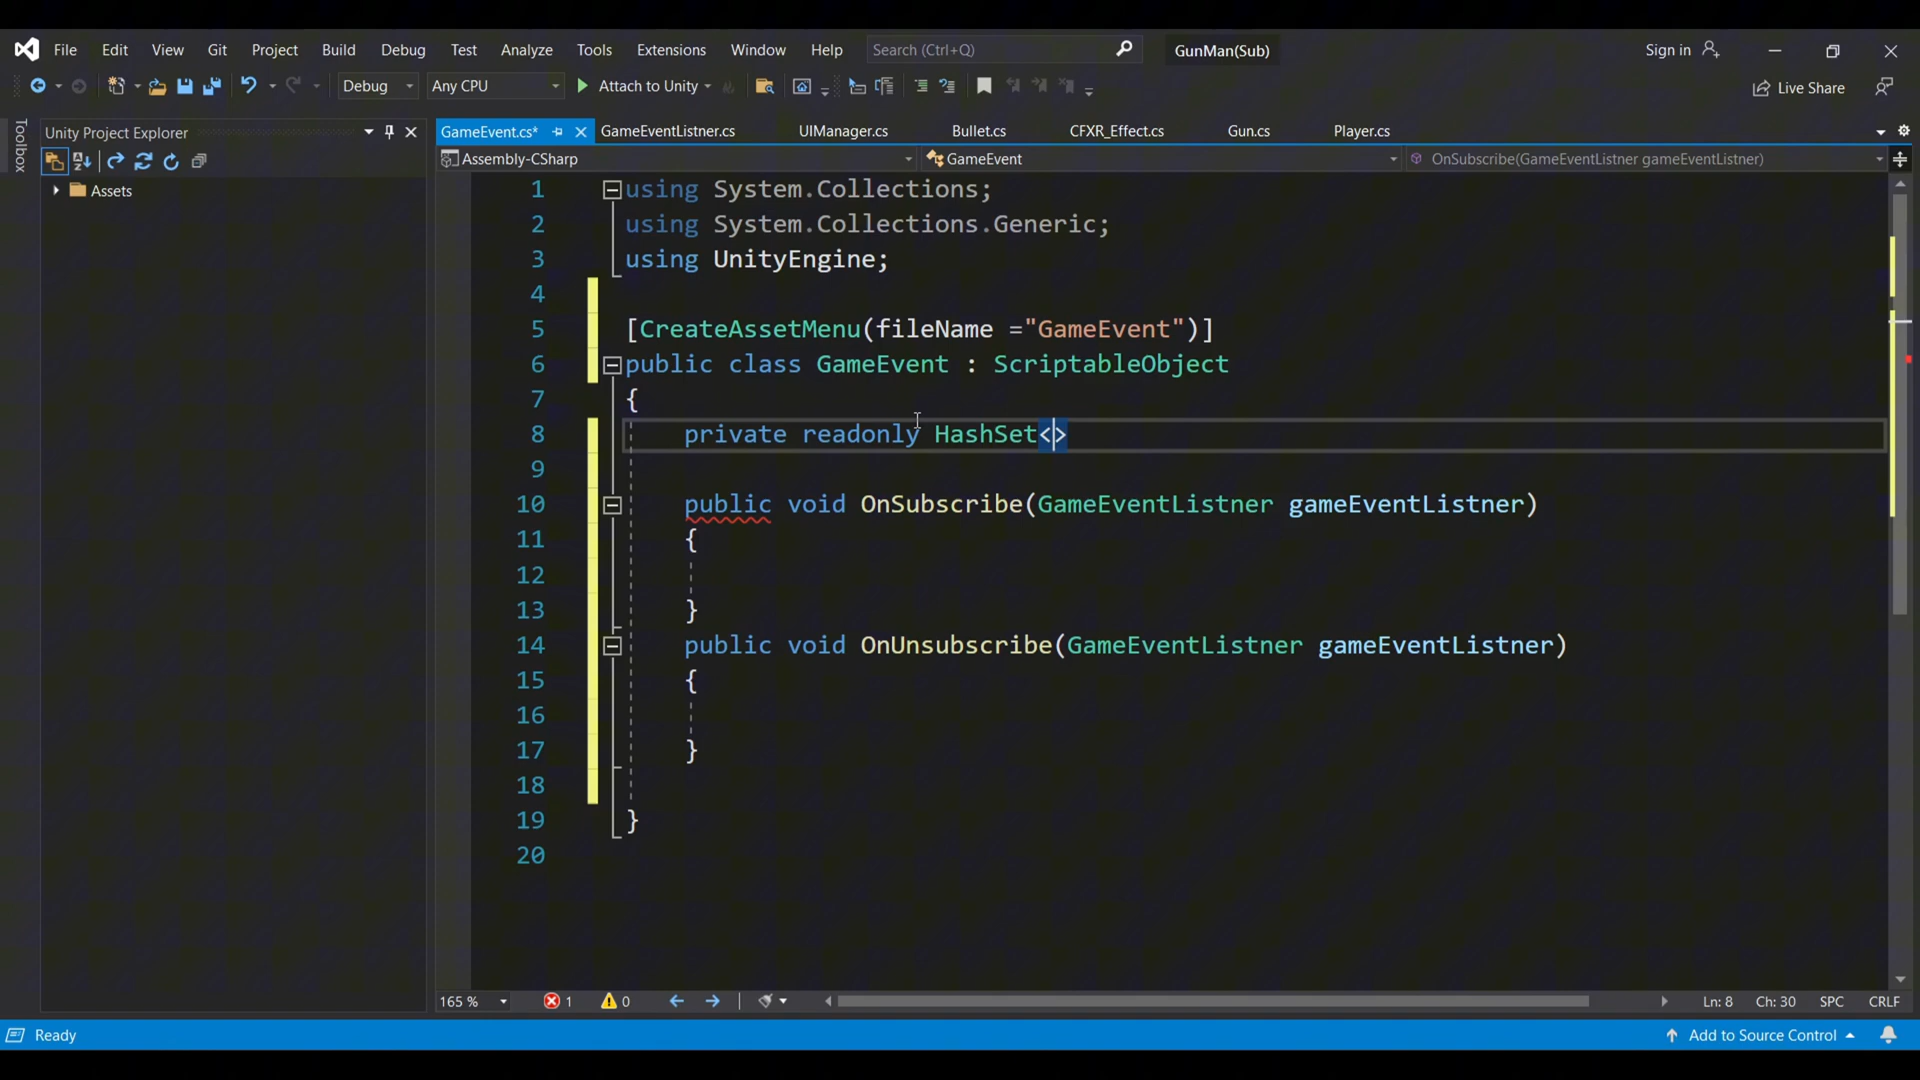 File Edit View Git Project Build Debug Test Analyze Tools Extensions Window Help Search (Ctrl+Q) GunMan(Sub) Sign in
Debug Any CPU Attach to Unity Live Share
Toolbox
Unity Project Explorer
Assets
GameEvent.cs* GameEventListner.cs UIManager.cs Bullet.cs CFXR_Effect.cs Gun.cs Player.cs
Assembly-CSharp GameEvent OnSubscribe(GameEventListner gameEventListner)
1 using System.Collections;
2 using System.Collections.Generic;
3 using UnityEngine;
4
5 [CreateAssetMenu(fileName ="GameEvent")]
6 public class GameEvent : ScriptableObject
7 {
8 private readonly HashSet<>
9
10 public void OnSubscribe(GameEventListner gameEventListner)
11 {
12
13 }
14 public void OnUnsubscribe(GameEventListner gameEventListner)
15 {
16
17 }
18
19 }
20
165 % 1 0 Ln: 8 Ch: 30 SPC CRLF
Ready Add to Source Control